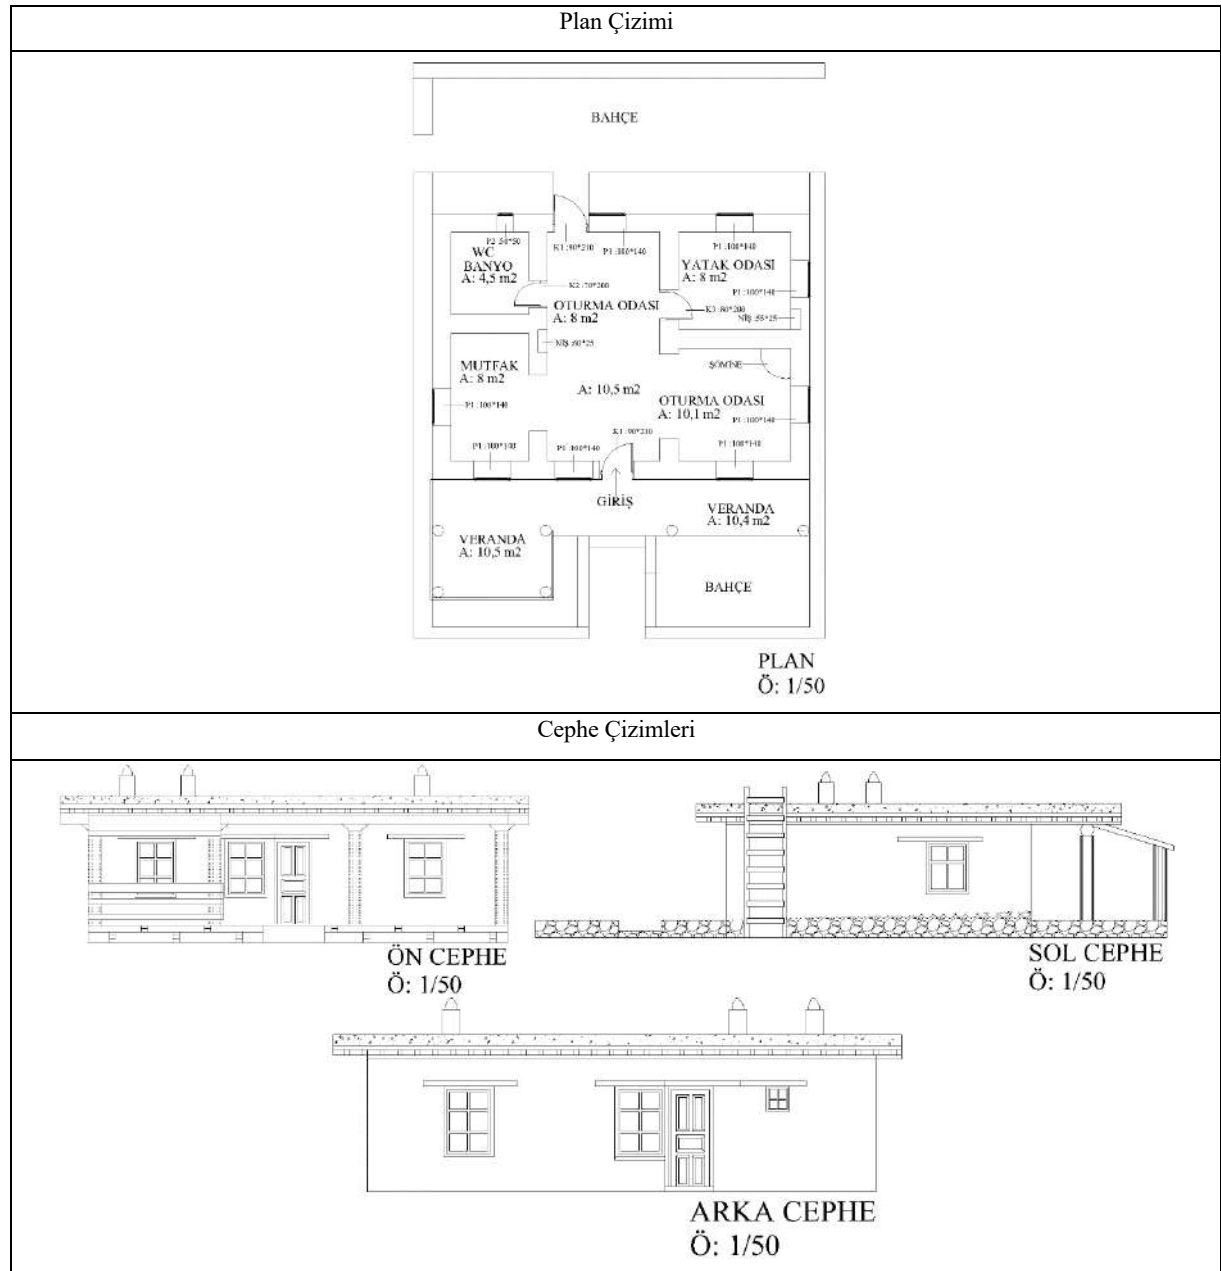 Plan Çizimi
BAHÇE
P2 :50*50
K1 :90*210
P1 :100*140
P1 :100*140
WC
BANYO
A: 4,5 m2
YATAK ODASI
A: 8 m2
K2 :70*200
P1 :100*140
OTURMA ODASI
A: 8 m2
K3 :80*200
NİŞ :55*25
NİŞ :60*25
MUTFAK
A: 8 m2
ŞÖMİNE
A: 10,5 m2
OTURMA ODASI
A: 10,1 m2
P1 :100*140
P1 :100*140
K1 :90*210
P1 :100*140
P1 :100*140
P1 :100*140
GİRİŞ
VERANDA
A: 10,4 m2
VERANDA
A: 10,5 m2
BAHÇE
PLAN
Ö: 1/50
Cephe Çizimleri
ÖN CEPHE
Ö: 1/50
SOL CEPHE
Ö: 1/50
ARKA CEPHE
Ö: 1/50